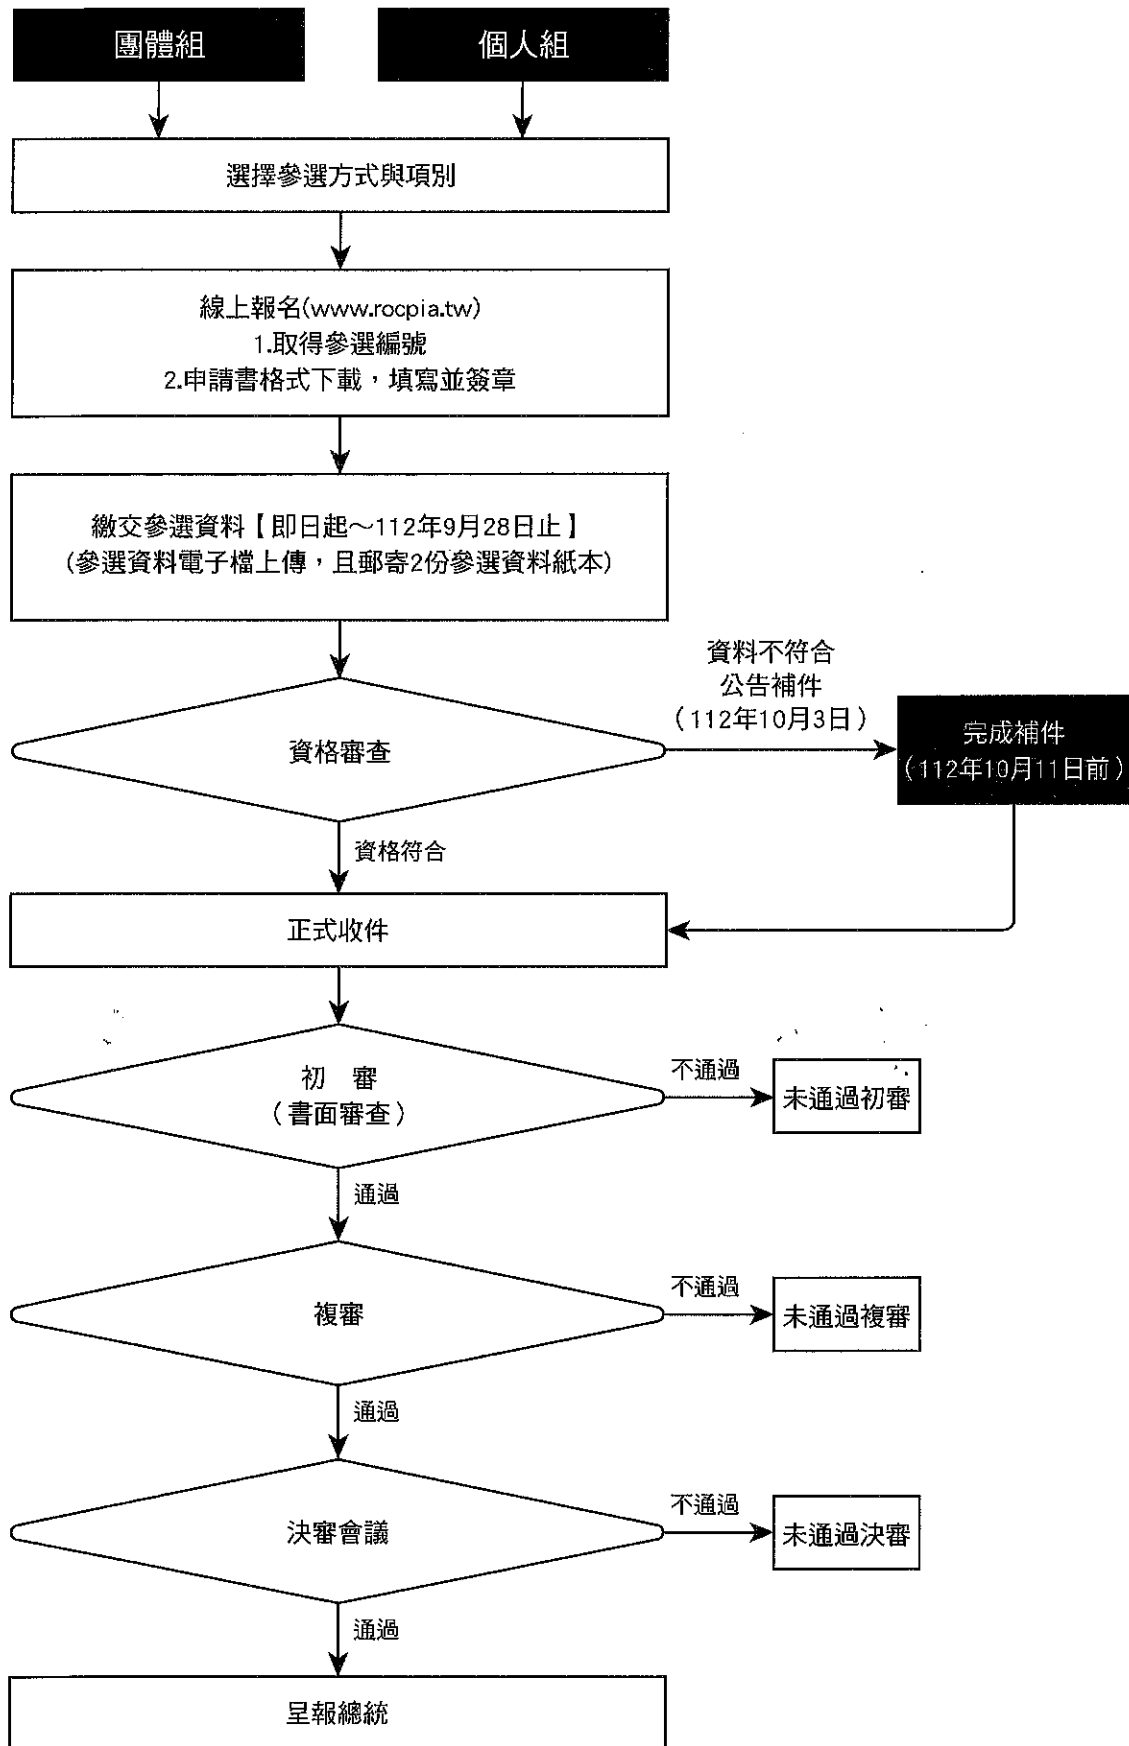 團體組
個人組
選擇參選方式與項別
線上報名(www.rocpia.tw)
1.取得參選編號
2.申請書格式下載，填寫並簽章
繳交參選資料【即日起～112年9月28日止】
(參選資料電子檔上傳，且郵寄2份參選資料紙本)
資料不符合
公告補件
（112年10月3日）
資格審查
完成補件
（112年10月11日前）
資格符合
正式收件
初　審
（書面審查）
不通過
未通過初審
通過
複審
不通過
未通過複審
通過
決審會議
不通過
未通過決審
通過
呈報總統